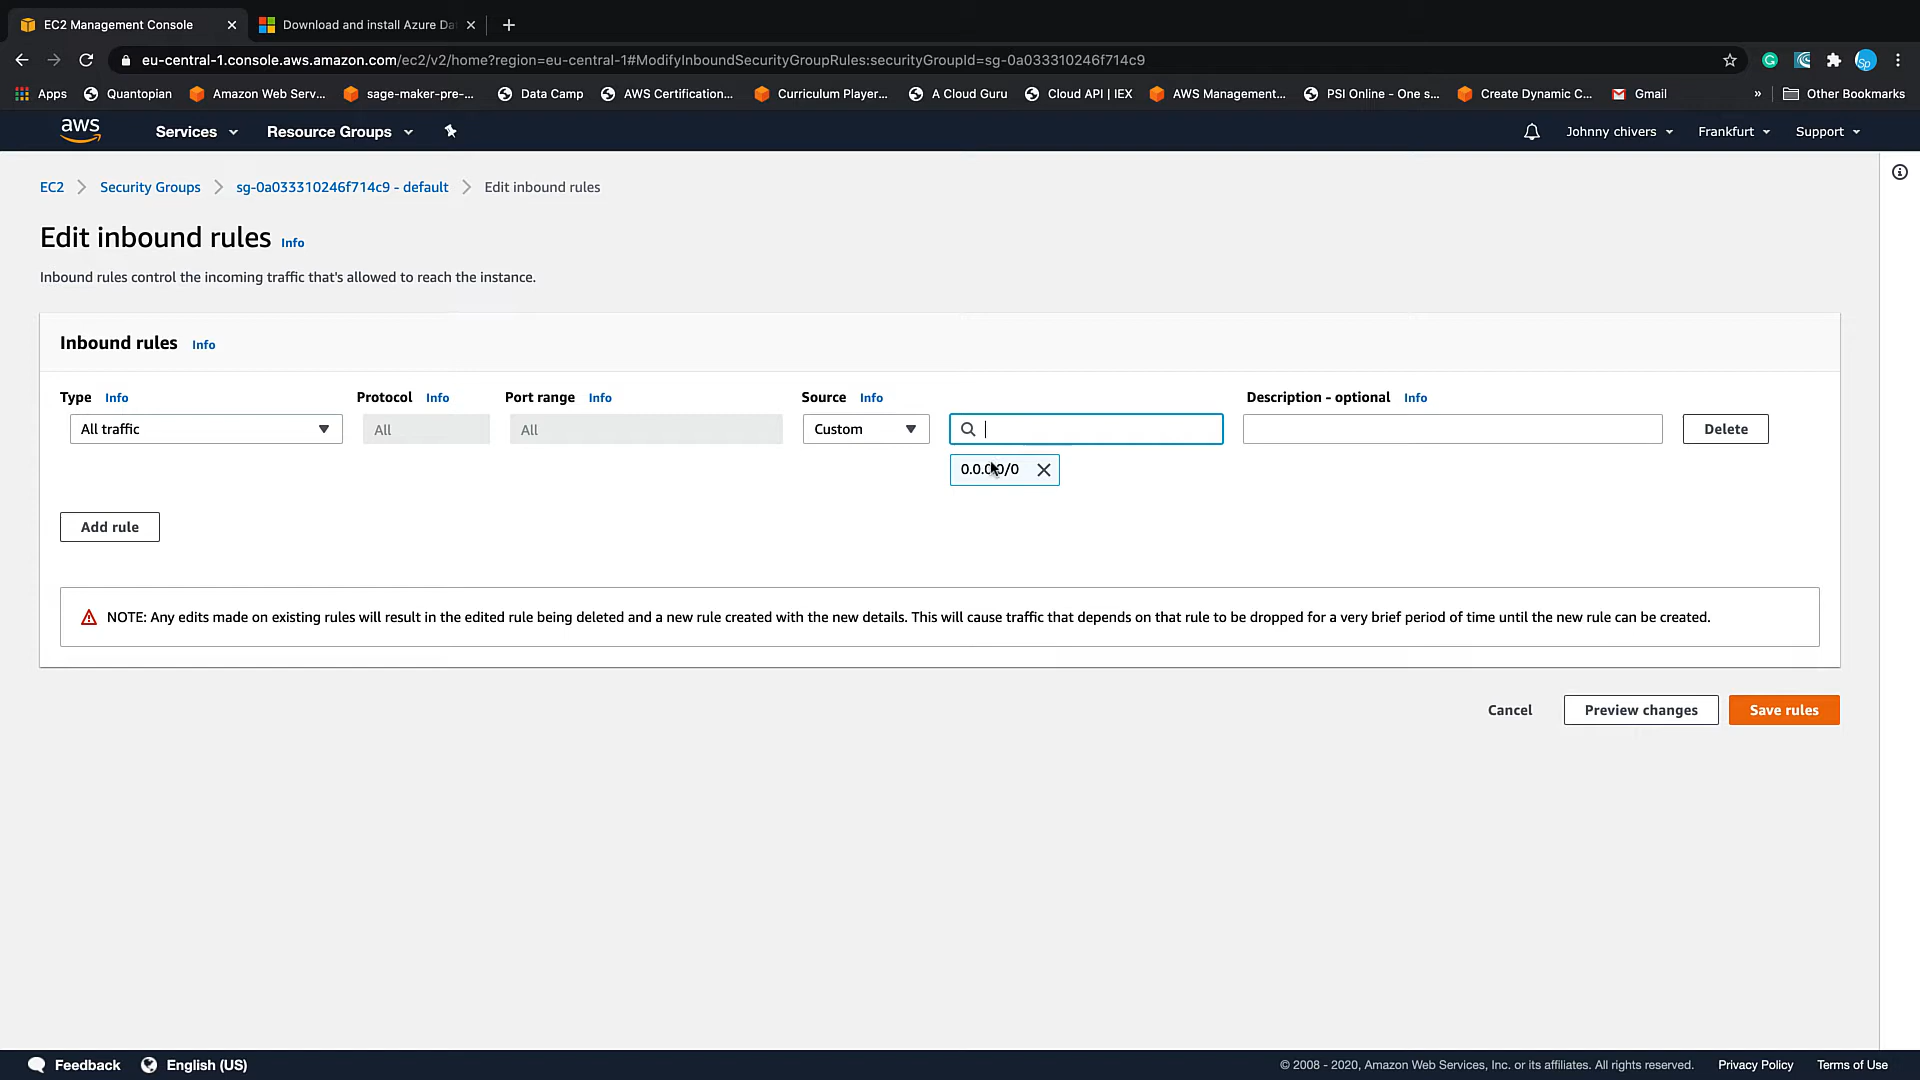 EC2 Management Console
Download and install Azure Da
eu-central-1.console.aws.amazon.com/ec2/v2/home?region=eu-central-1#ModifyInboundSecurityGroupRules:securityGroupId=sg-0a033310246f714c9
Sp
Apps Quantopian Amazon Web Serv... sage-maker-pre-... Data Camp AWS Certification... Curriculum Player... A Cloud Guru Cloud API | IEX AWS Management... PSI Online - One s... Create Dynamic C... Gmail » Other Bookmarks
aws Services Resource Groups Johnny chivers Frankfurt Support
EC2 Security Groups sg-0a033310246f714c9 - default Edit inbound rules
Edit inbound rules Info
Inbound rules control the incoming traffic that's allowed to reach the instance.
Inbound rules Info
Type Info Protocol Info Port range Info Source Info Description - optional Info
All traffic All All Custom Delete
0.0.0.0/0
Add rule
NOTE: Any edits made on existing rules will result in the edited rule being deleted and a new rule created with the new details. This will cause traffic that depends on that rule to be dropped for a very brief period of time until the new rule can be created.
Cancel Preview changes Save rules
Feedback English (US) © 2008 - 2020, Amazon Web Services, Inc. or its affiliates. All rights reserved. Privacy Policy Terms of Use